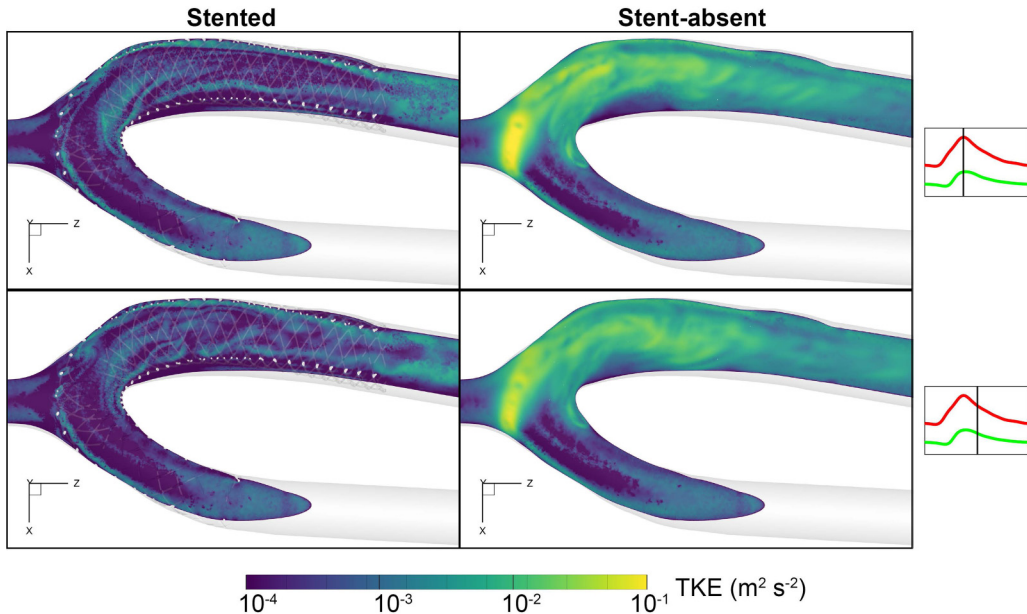 Stented
Stent-absent
Y Z
X
Y Z
X
Y Z
X
Y Z
X
10⁻⁴ 10⁻³ 10⁻² 10⁻¹ TKE (m² s⁻²)